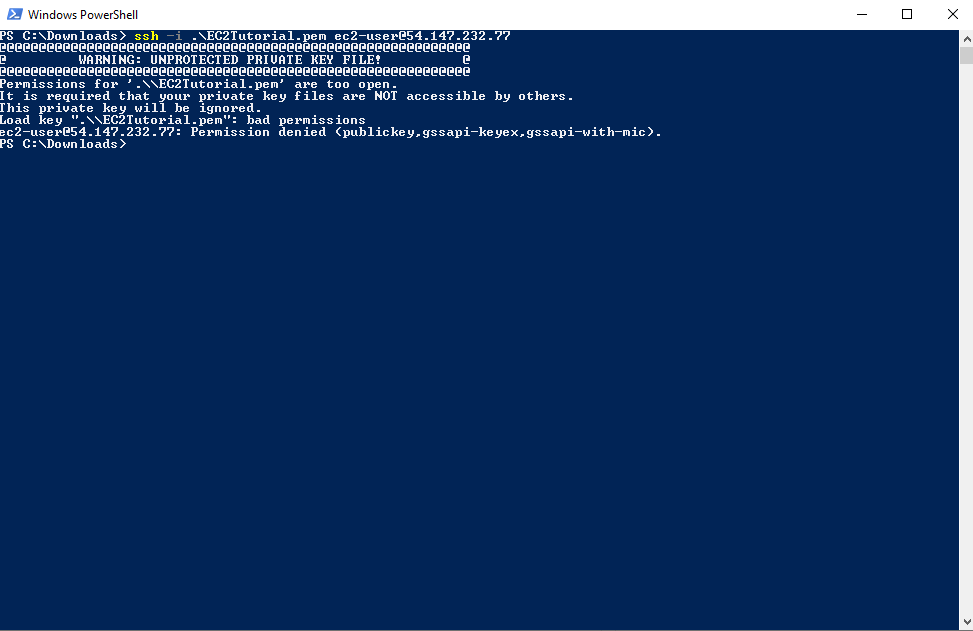 Windows PowerShell
PS C:\Downloads> ssh -i .\EC2Tutorial.pem ec2-user@54.147.232.77
@@@@@@@@@@@@@@@@@@@@@@@@@@@@@@@@@@@@@@@@@@@@@@@@@@@@@@@@@@@
@         WARNING: UNPROTECTED PRIVATE KEY FILE!          @
@@@@@@@@@@@@@@@@@@@@@@@@@@@@@@@@@@@@@@@@@@@@@@@@@@@@@@@@@@@
Permissions for '.\\EC2Tutorial.pem' are too open.
It is required that your private key files are NOT accessible by others.
This private key will be ignored.
Load key ".\\EC2Tutorial.pem": bad permissions
ec2-user@54.147.232.77: Permission denied (publickey,gssapi-keyex,gssapi-with-mic).
PS C:\Downloads>